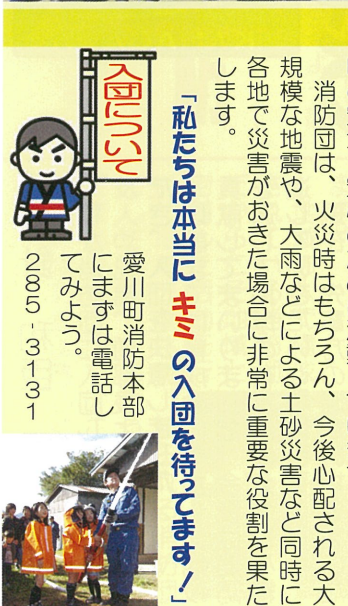 消防団は、火災時はもちろん、今後心配される大
規模な地震や、大雨などによる土砂災害など同時に
各地で災害がおきた場合に非常に重要な役割を果た
します。
「私たちは本当に キミ の入団を待ってます！」
入団について
愛川町消防本部
にまずは電話し
てみよう。
285-3131